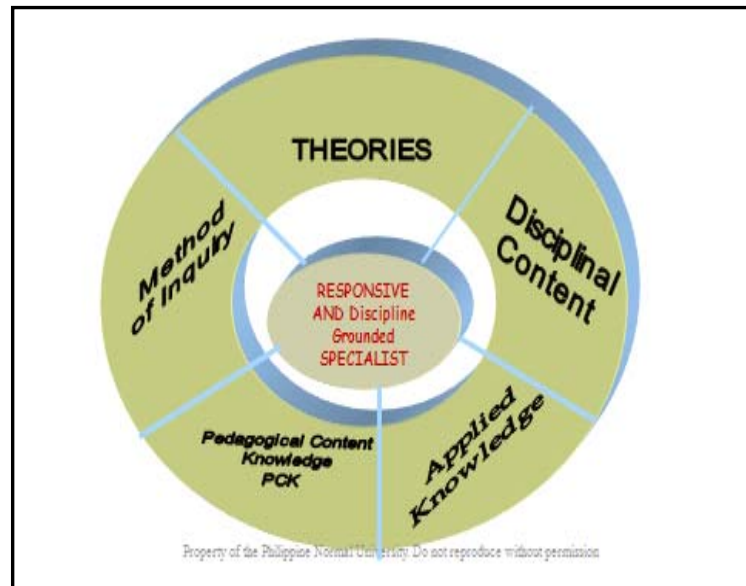 THEORIES
Disciplinal
Content
Method
of Inquiry
RESPONSIVE
AND Discipline
Grounded
SPECIALIST
Applied
Knowledge
Pedagogical Content
Knowledge
PCK
Property of the Philippine Normal University. Do not reproduce without permission